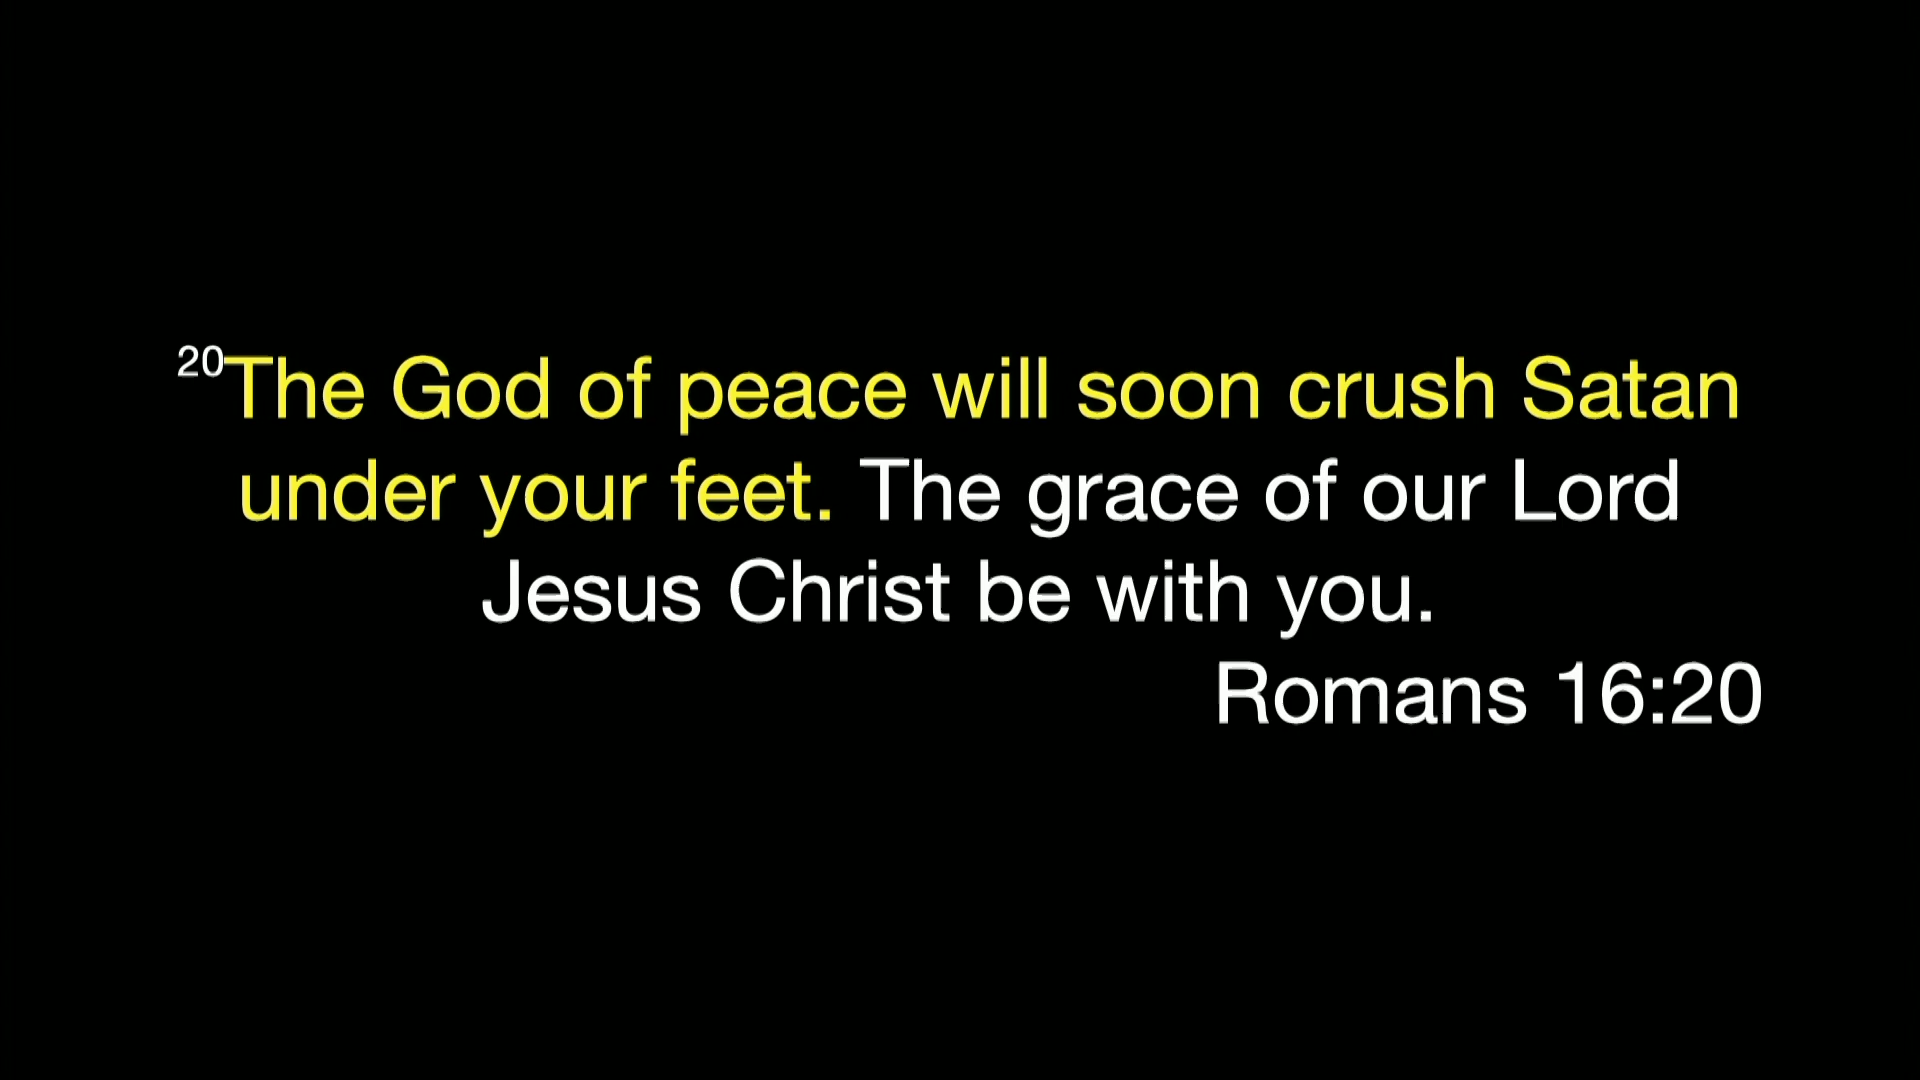 20The God of peace will soon crush Satan
under your feet. The grace of our Lord
Jesus Christ be with you.
Romans 16:20